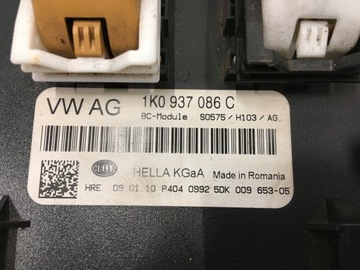 VW AG 1K0 937 086 C
BC-Module SO575/H103/AG
HELLA KGaA Made in Romania
HRE 09.01.10 P404 0992 5DK 009 653-05